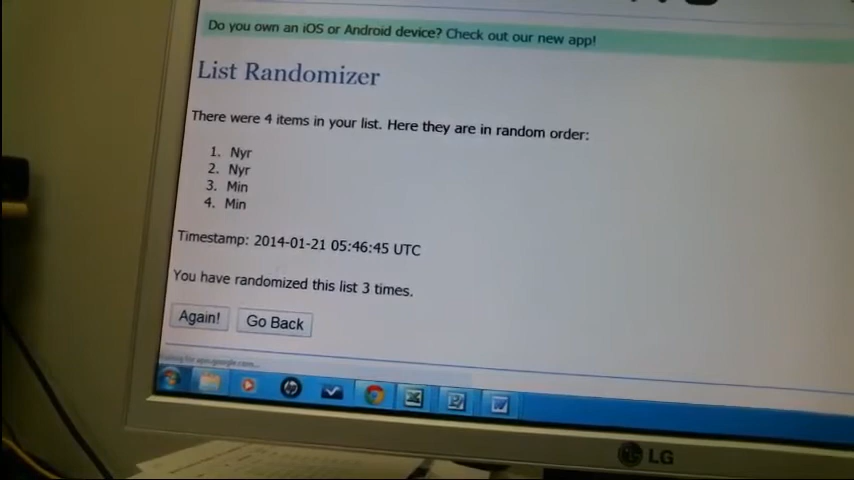 Do you own an iOS or Android device? Check out our new app!
List Randomizer
There were 4 items in your list. Here they are in random order:
1. Nyr
2. Nyr
3. Min
4. Min
Timestamp: 2014-01-21 05:46:45 UTC
You have randomized this list 3 times.
Again! Go Back
LG